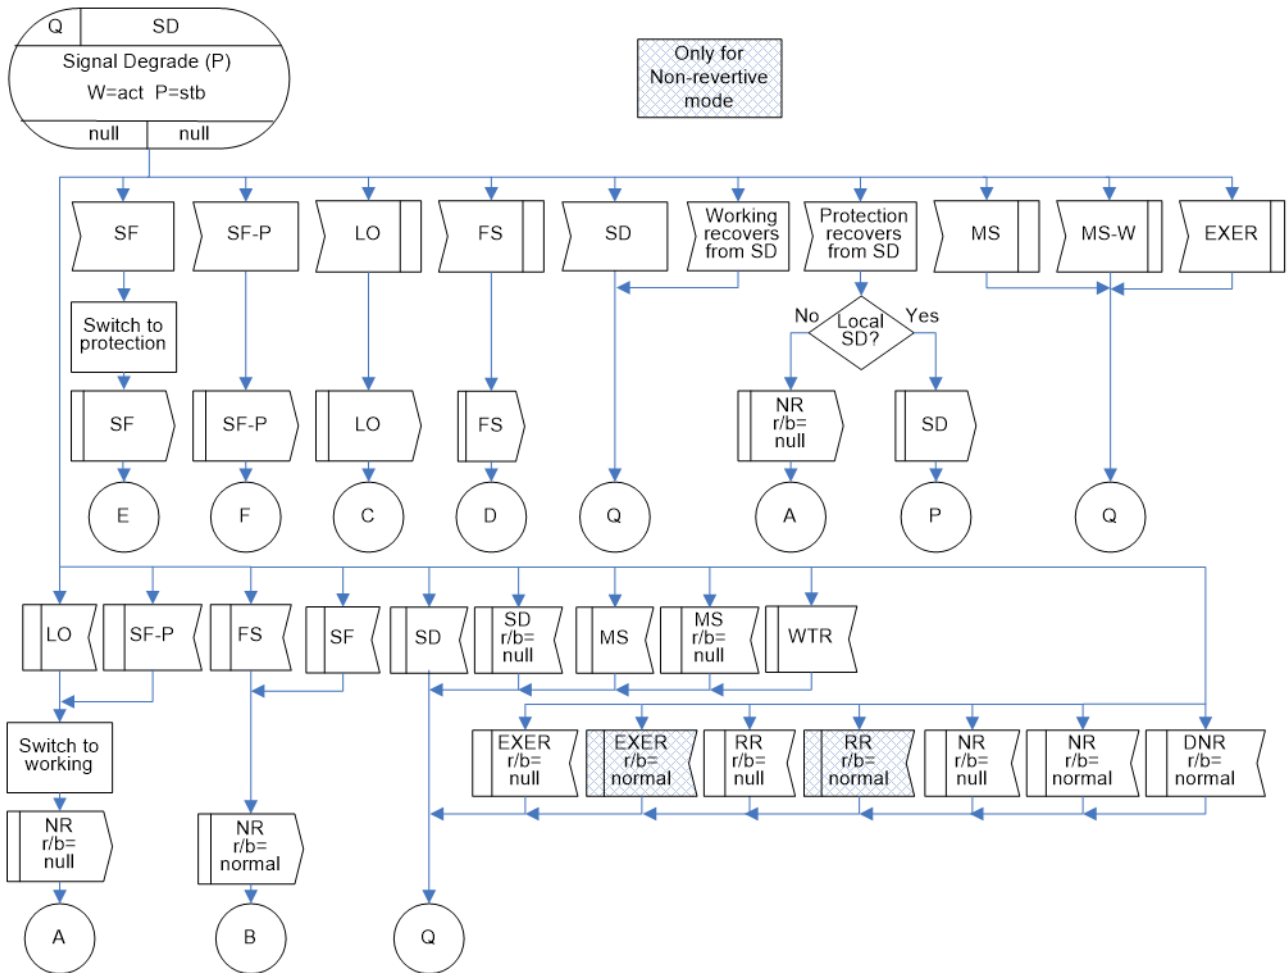 Q SD
Signal Degrade (P)
W=act P=stb
null null
Only for
Non-revertive
mode
SF
SF-P
LO
FS
SD
Working
recovers
from SD
Protection
recovers
from SD
MS
MS-W
EXER
Switch to
protection
No
Local
SD?
Yes
SF
SF-P
LO
FS
NR
r/b=
null
SD
E
F
C
D
Q
A
P
Q
LO
SF-P
FS
SF
SD
SD
r/b=
null
MS
MS
r/b=
null
WTR
Switch to
working
EXER
r/b=
null
EXER
r/b=
normal
RR
r/b=
null
RR
r/b=
normal
NR
r/b=
null
NR
r/b=
normal
DNR
r/b=
normal
NR
r/b=
null
NR
r/b=
normal
A
B
Q